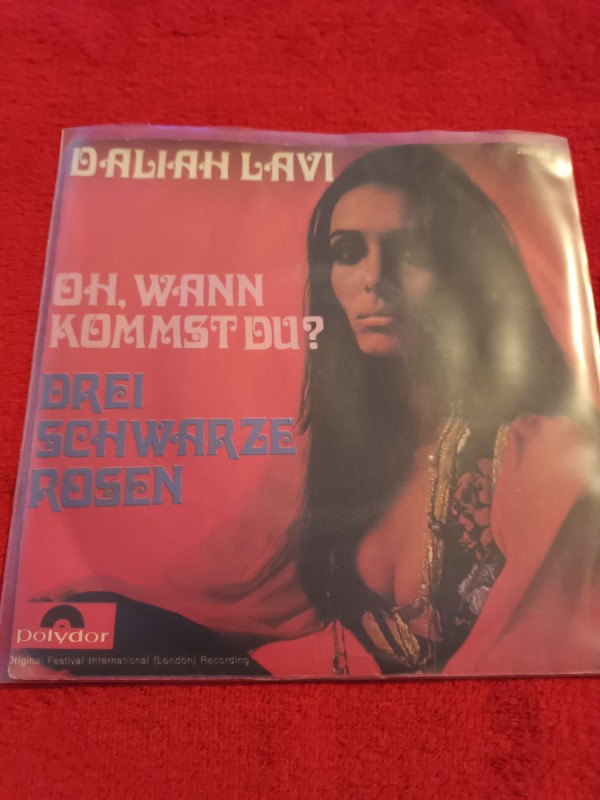 DALIAH LAVI
OH, WANN
KOMMST DU?
DREI
SCHWARZE
ROSEN
polydor
Original Festival International (London) Recording